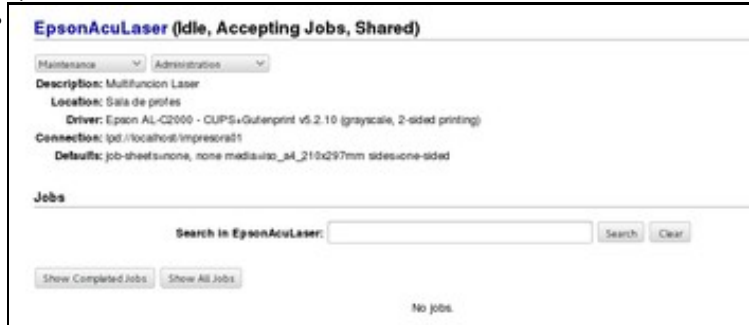 EpsonAcuLaser (Idle, Accepting Jobs, Shared)
Maintenance Administration
Description: Multifuncion Laser
Location: Sala de profes
Driver: Epson AL-C2000 - CUPS+Gutenprint v5.2.10 (grayscale, 2-sided printing)
Connection: lpd://localhost/impresora01
Defaults: job-sheets=none, none media=iso_a4_210x297mm sides=one-sided
Jobs
Search in EpsonAcuLaser: Search Clear
Show Completed Jobs Show All Jobs
No jobs.